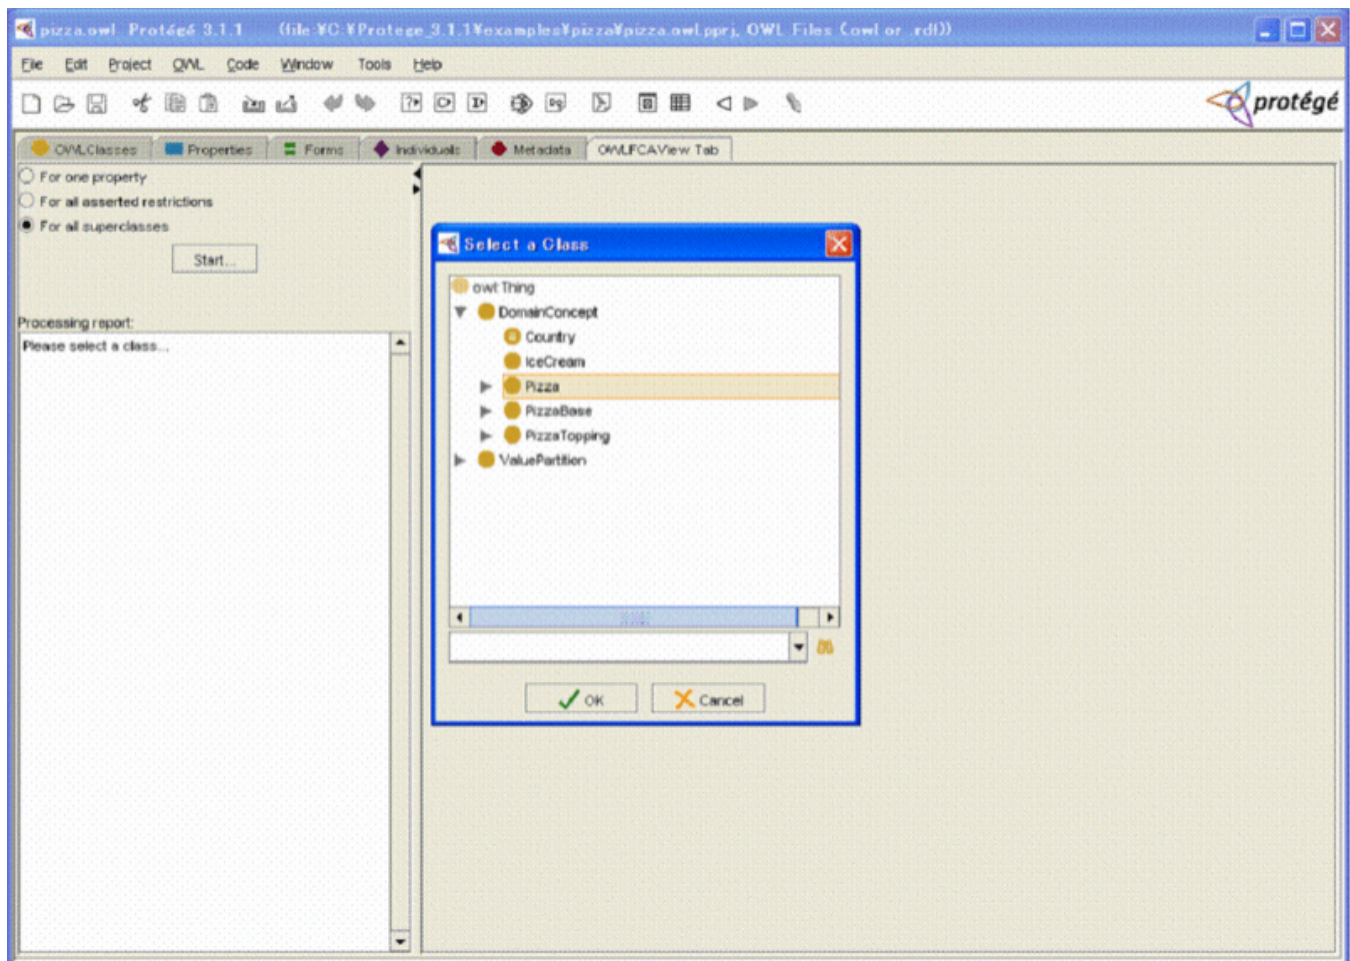 pizza.owl Protégé 3.1.1 (file:¥C:¥Protege_3.1.1¥examples¥pizza¥pizza.owl.pprj, OWL Files (.owl or .rdf))
File Edit Project OWL Code Window Tools Help
protégé
OWLClasses Properties Forms Individuals Metadata OWLFCAView Tab
For one property
For all asserted restrictions
For all superclasses
Start...
Processing report:
Please select a class...
Select a Class
owl:Thing
DomainConcept
Country
IceCream
Pizza
PizzaBase
PizzaTopping
ValuePartition
OK Cancel